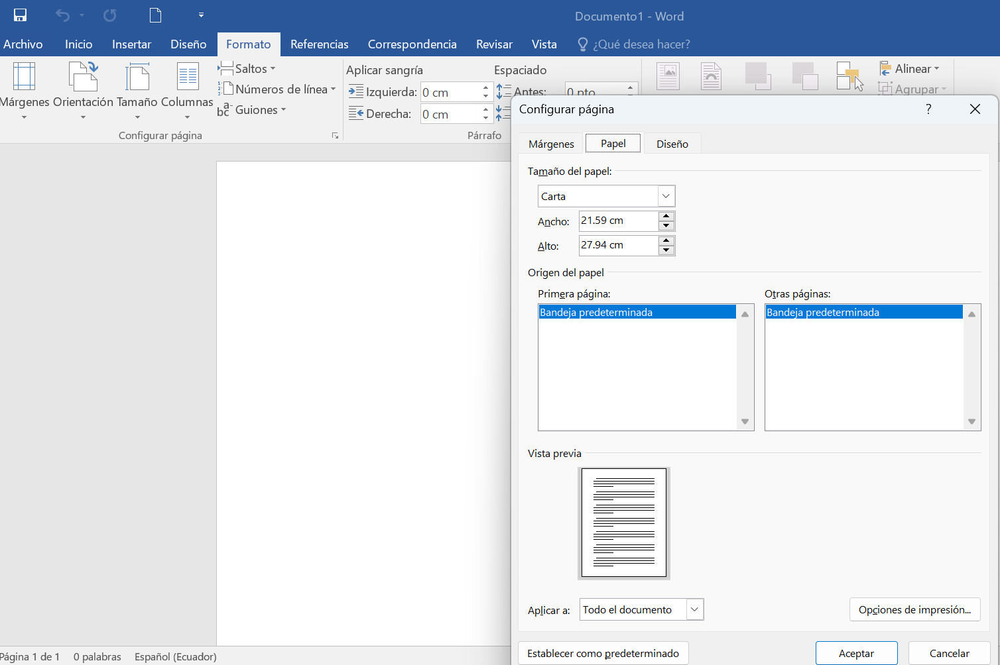 Documento1 - Word
Archivo Inicio Insertar Diseño Formato Referencias Correspondencia Revisar Vista ¿Qué desea hacer?
Márgenes Orientación Tamaño Columnas
Saltos
Números de línea
Guiones
Configurar página
Aplicar sangría Espaciado
Izquierda: 0 cm Antes: 0 pto
Derecha: 0 cm
Párrafo
Alinear
Agrupar
Configurar página ?
Márgenes Papel Diseño
Tamaño del papel:
Carta
Ancho: 21.59 cm
Alto: 27.94 cm
Origen del papel
Primera página: Otras páginas:
Bandeja predeterminada Bandeja predeterminada
Vista previa
Aplicar a: Todo el documento Opciones de impresión...
Establecer como predeterminado Aceptar Cancelar
Página 1 de 1 0 palabras Español (Ecuador)